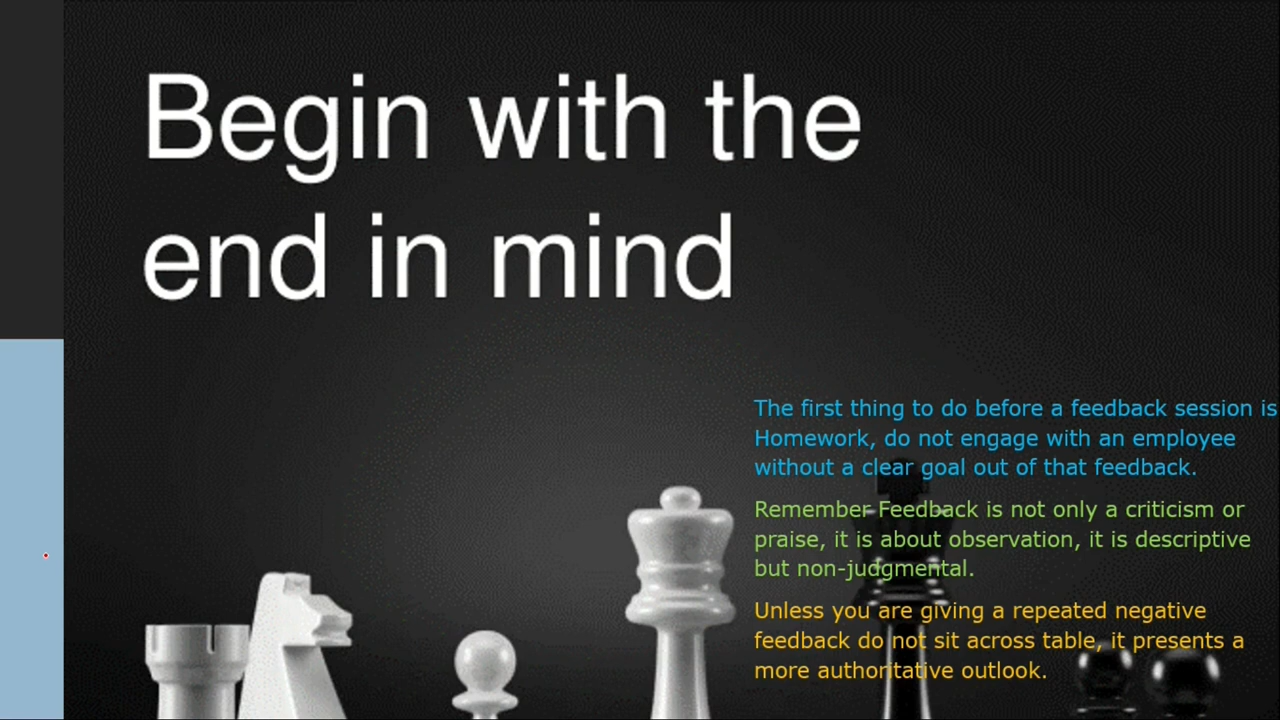 Begin with the
end in mind
The first thing to do before a feedback session is
Homework, do not engage with an employee
without a clear goal out of that feedback.
Remember Feedback is not only a criticism or
praise, it is about observation, it is descriptive
but non-judgmental.
Unless you are giving a repeated negative
feedback do not sit across table, it presents a
more authoritative outlook.